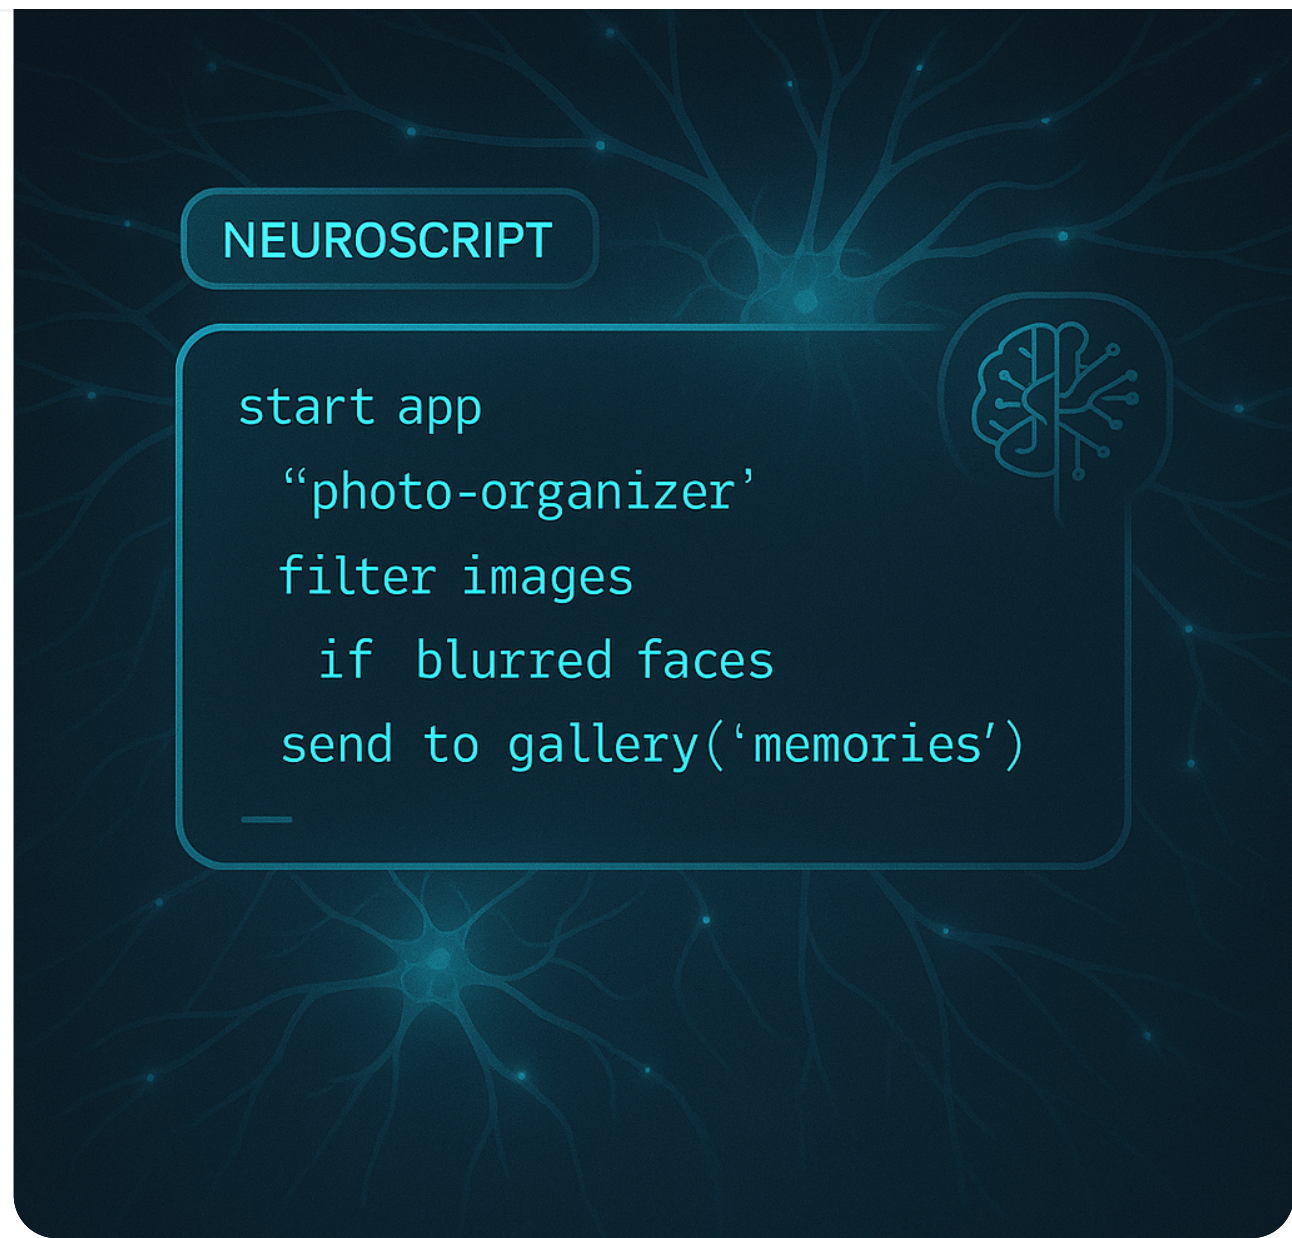 NEUROSCRIPT
start app
“photo-organizer’
filter images
if blurred faces
send to gallery(‘memories’)